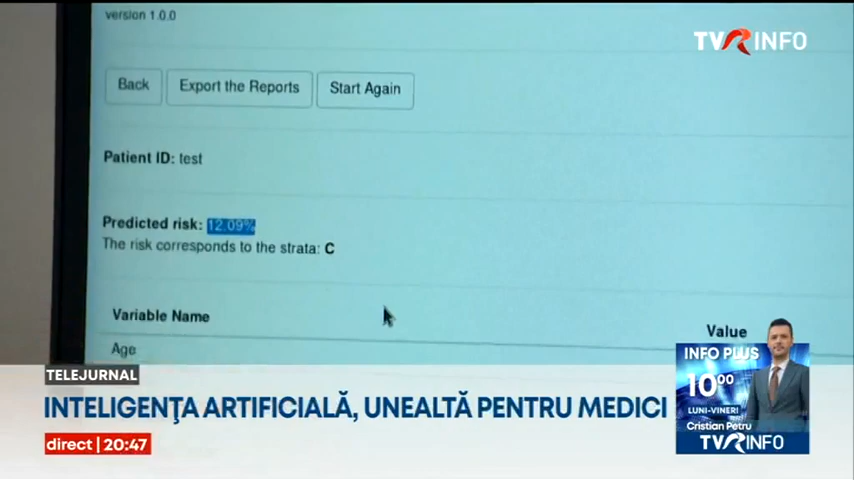 version 1.0.0
TVR INFO
Back
Export the Reports
Start Again
Patient ID: test
Predicted risk: 12.09%
The risk corresponds to the strata: C
Variable Name
Value
Age
TELEJURNAL
INTELIGENŢA ARTIFICIALĂ, UNEALTĂ PENTRU MEDICI
direct | 20:47
INFO PLUS
10⁰⁰
LUNI-VINERI
Cristian Petru
TVR INFO